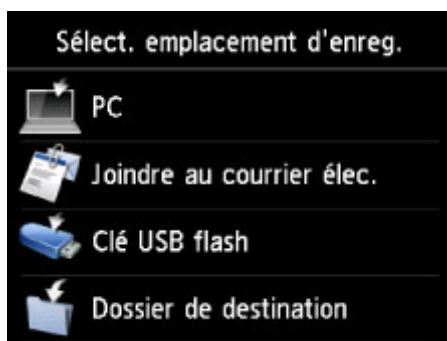 Sélect. emplacement d'enreg.
PC
Joindre au courrier élec.
Clé USB flash
Dossier de destination